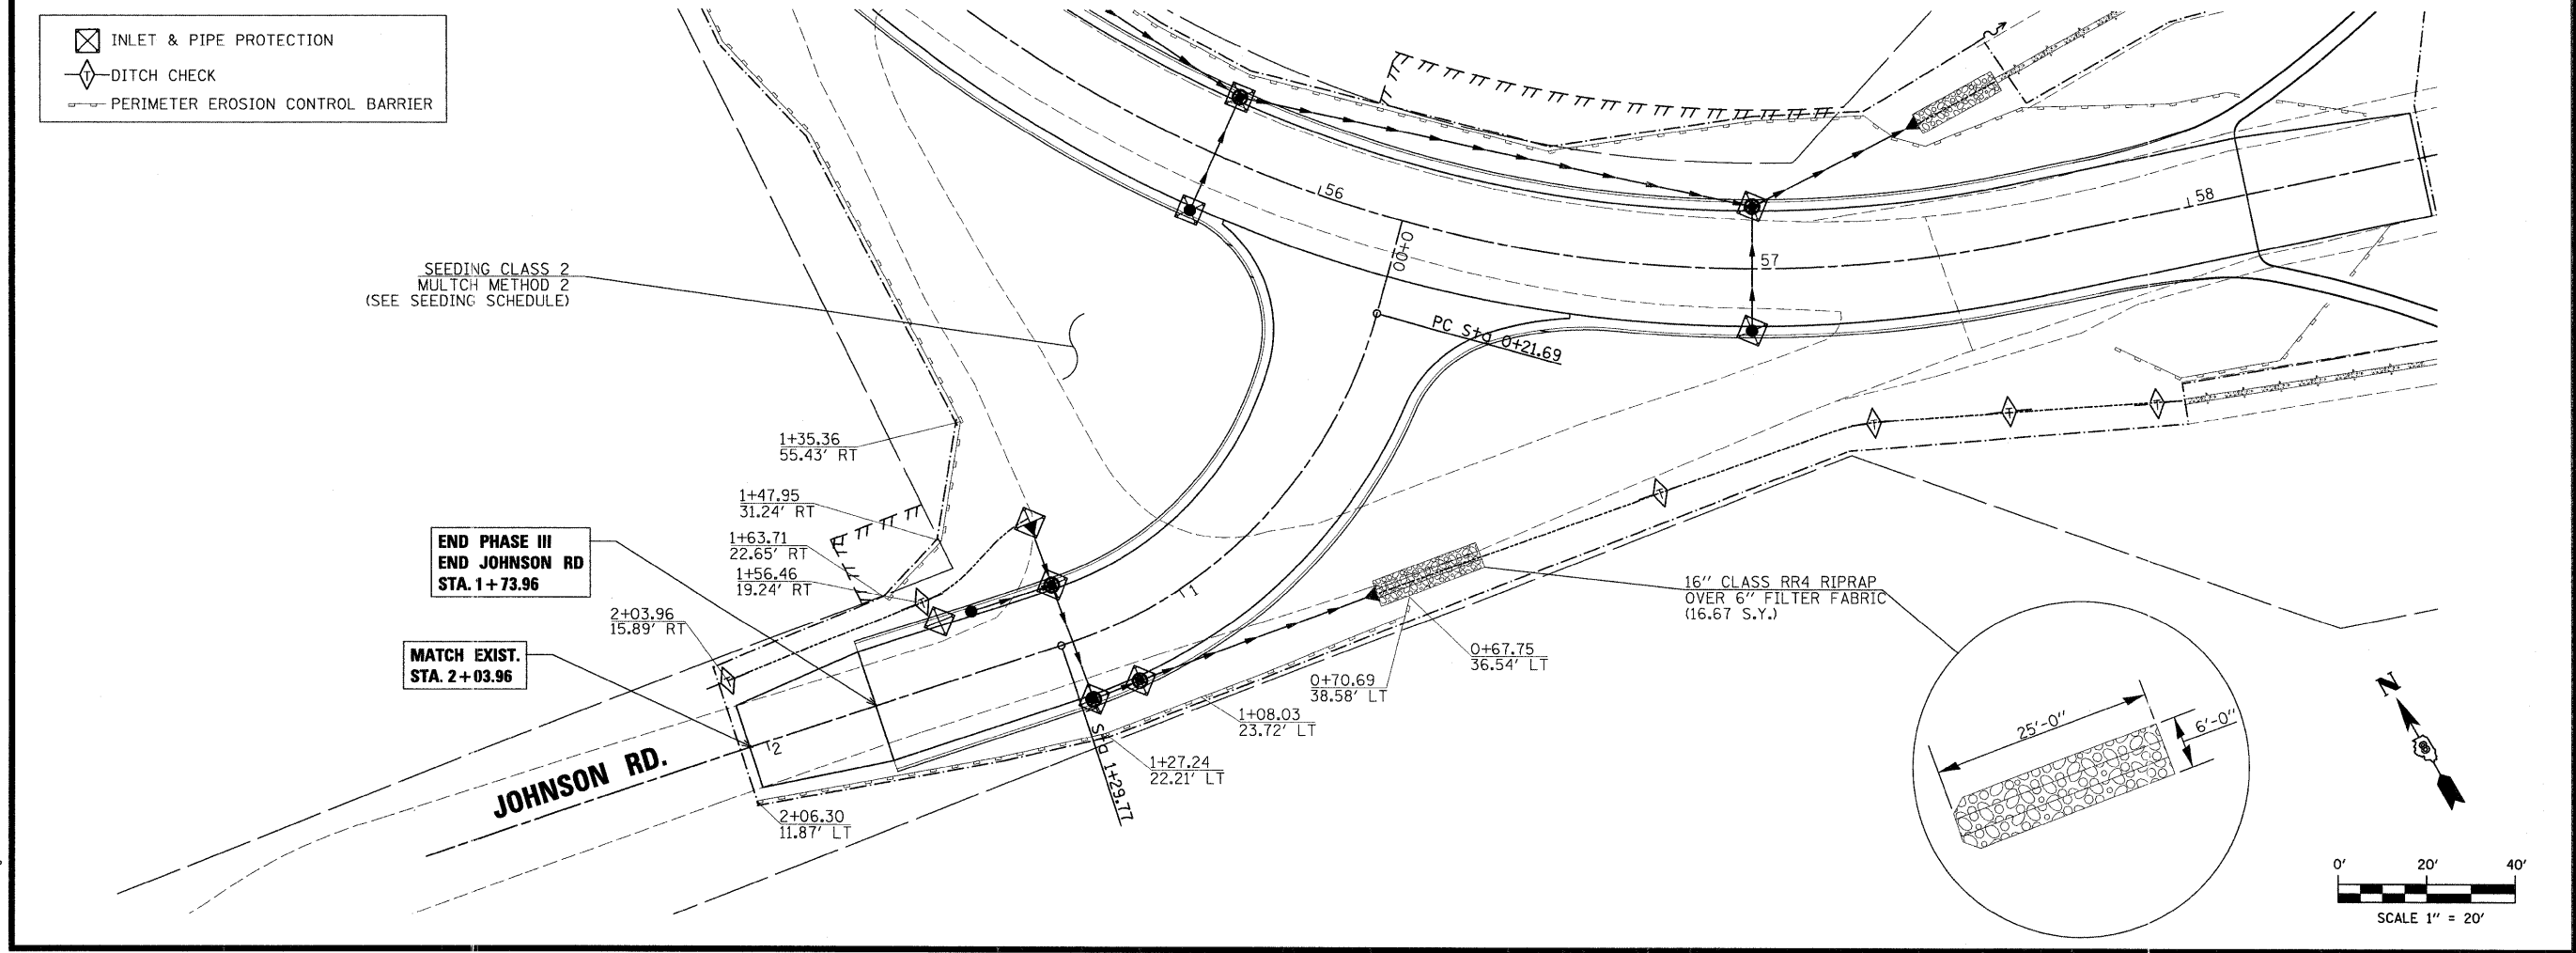 INLET & PIPE PROTECTION
T DITCH CHECK
PERIMETER EROSION CONTROL BARRIER
56
58
0+00
57
SEEDING CLASS 2
MULTCH METHOD 2
(SEE SEEDING SCHEDULE)
PC Sta 0+21.69
1+35.36
55.43' RT
1+47.95
31.24' RT
1+63.71
22.65' RT
1+56.46
19.24' RT
2+03.96
15.89' RT
END PHASE III
END JOHNSON RD
STA. 1+73.96
MATCH EXIST.
STA. 2+03.96
T
T
T
T
T
T
1
2
16" CLASS RR4 RIPRAP
OVER 6" FILTER FABRIC
(16.67 S.Y.)
0+67.75
36.54' LT
0+70.69
38.58' LT
1+08.03
23.72' LT
1+27.24
22.21' LT
Sta 1+29.77
2+06.30
11.87' LT
JOHNSON RD.
25'-0"
6'-0"
N
0' 20' 40'
SCALE 1" = 20'